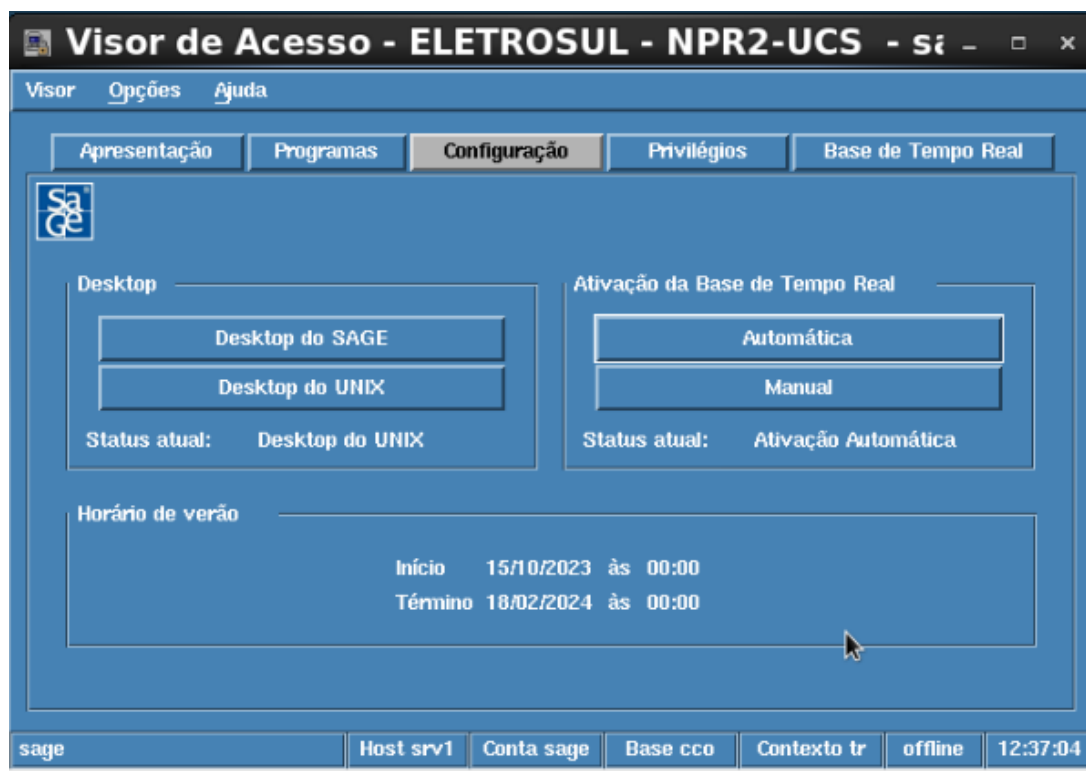 Visor de Acesso - ELETROSUL - NPR2-UCS - sa
Visor Opções Ajuda
Apresentação Programas Configuração Privilégios Base de Tempo Real
SaGe
Desktop Ativação da Base de Tempo Real
Desktop do SAGE Automática
Desktop do UNIX Manual
Status atual: Desktop do UNIX Status atual: Ativação Automática
Horário de verão
Início 15/10/2023 às 00:00
Término 18/02/2024 às 00:00
sage Host srv1 Conta sage Base cco Contexto tr offline 12:37:04